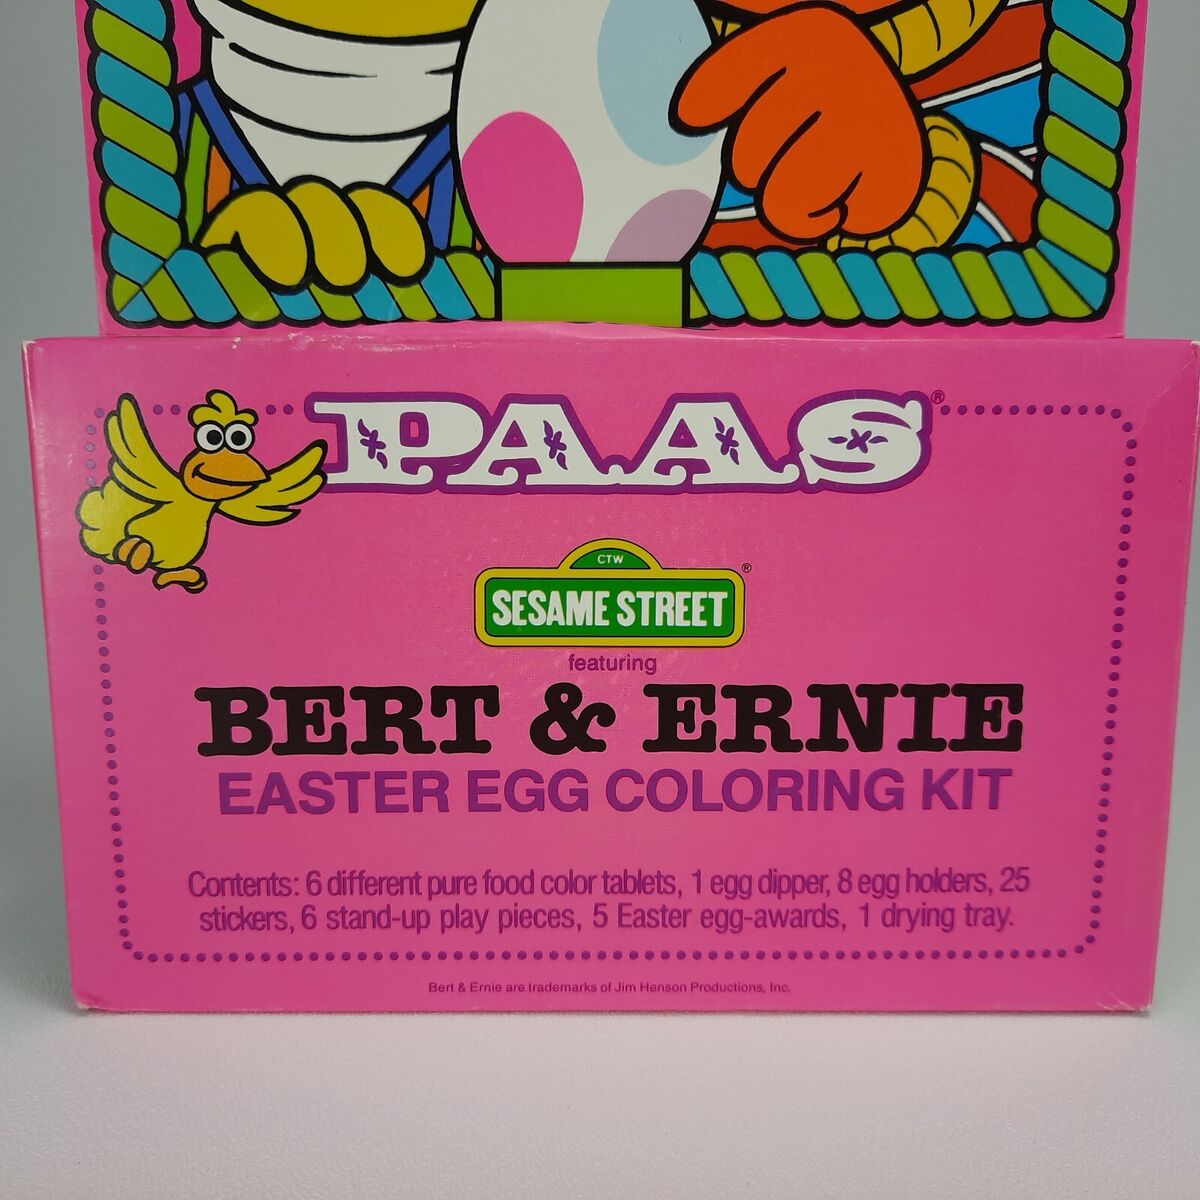 PAAS®
CTW
SESAME STREET®
featuring
BERT & ERNIE
EASTER EGG COLORING KIT
Contents: 6 different pure food color tablets, 1 egg dipper, 8 egg holders, 25
stickers, 6 stand-up play pieces, 5 Easter egg-awards, 1 drying tray.
Bert & Ernie are trademarks of Jim Henson Productions, Inc.